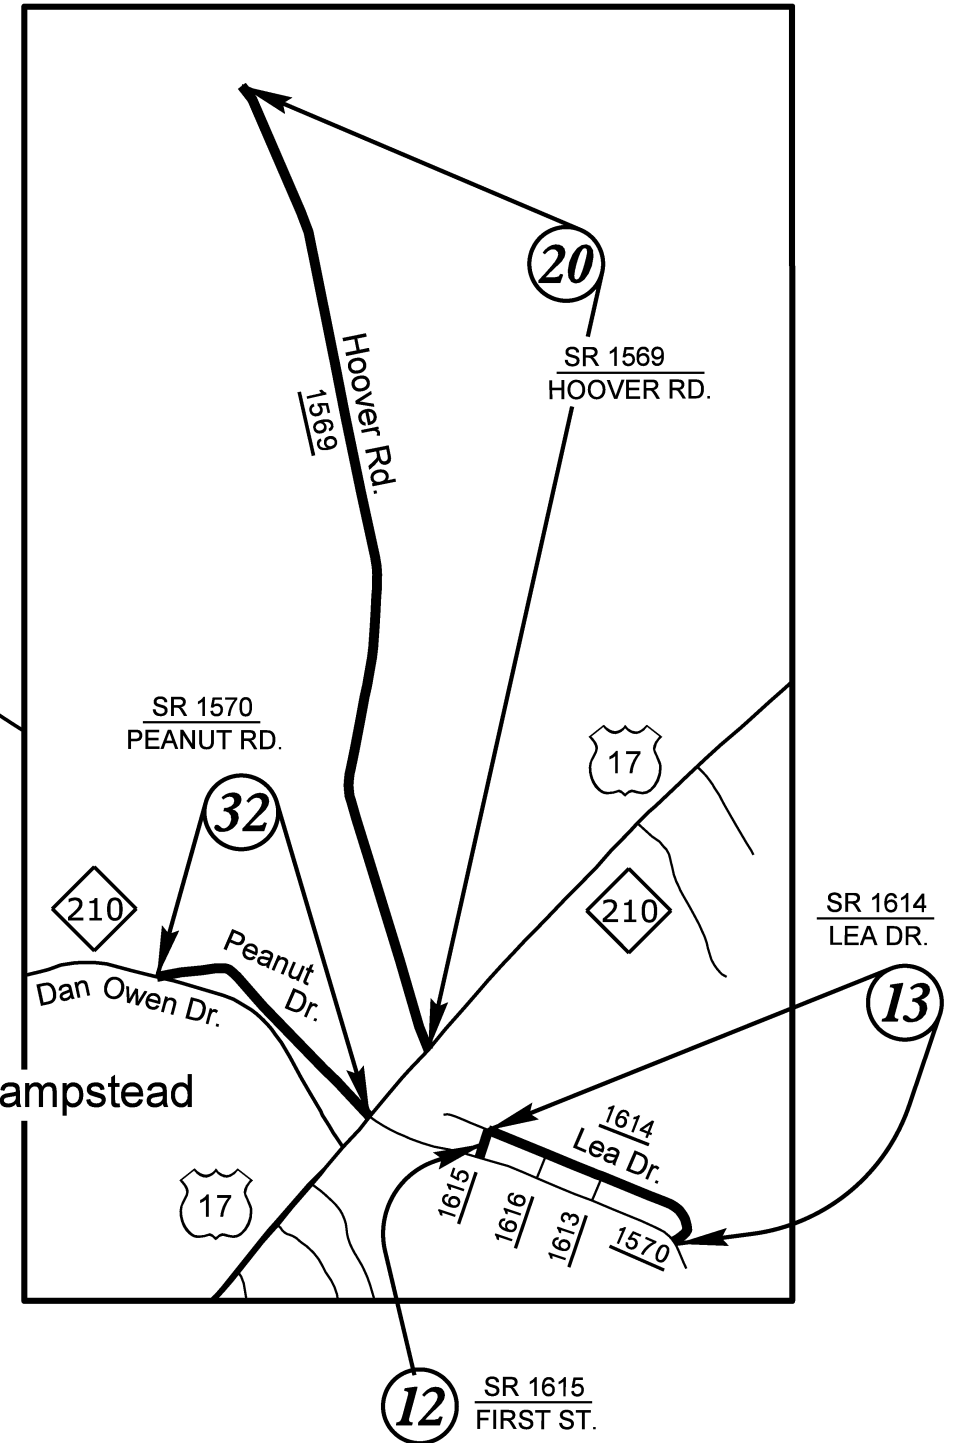 20
SR 1569
HOOVER RD.
Hoover Rd.
1569
SR 1570
PEANUT RD.
17
32
210
210
SR 1614
LEA DR.
Peanut
Dr.
Dan Owen Dr.
13
ampstead
1614
Lea Dr.
17
1615
1616
1613
1570
12
SR 1615
FIRST ST.